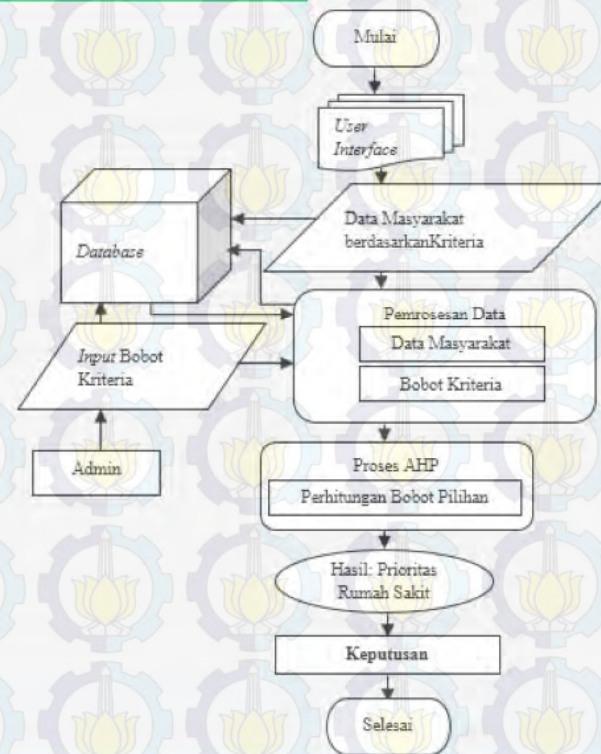 Mulai
User
Interface
Data Masyarakat
berdasarkanKriteria
Database
Pemrosesan Data
Data Masyarakat
Bobot Kriteria
Input Bobot
Kriteria
Admin
Proses AHP
Perhitungan Bobot Pilihan
Hasil: Prioritas
Rumah Sakit
Keputusan
Selesai